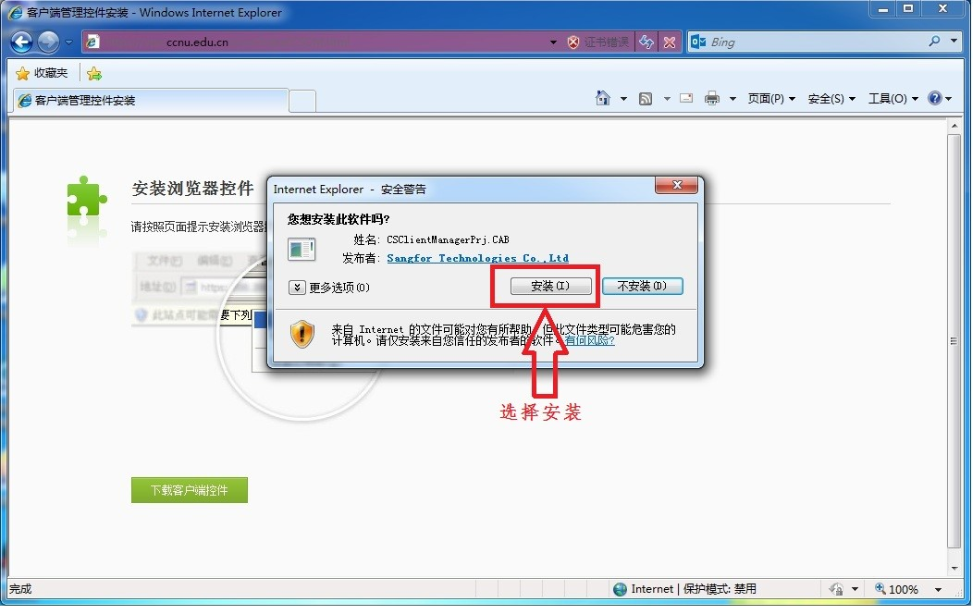 客户端管理控件安装 - Windows Internet Explorer
ccnu.edu.cn
证书错误
Bing
收藏夹
客户端管理控件安装
页面(P)
安全(S)
工具(O)
安装浏览器控件
请按照页面提示安装浏览器
文件(F) 编辑(E)
地址(D) https:
此站点可能需要下列
Internet Explorer - 安全警告
您想安装此软件吗?
姓名: CSClientManagerPrj.CAB
发布者: Sangfor Technologies Co.,Ltd
更多选项(O)
安装(I)
不安装(D)
来自 Internet 的文件可能对您有所帮助，但此文件类型可能危害您的
计算机。请仅安装来自您信任的发布者的软件。有何风险?
选择安装
下载客户端控件
完成
Internet | 保护模式: 禁用
100%